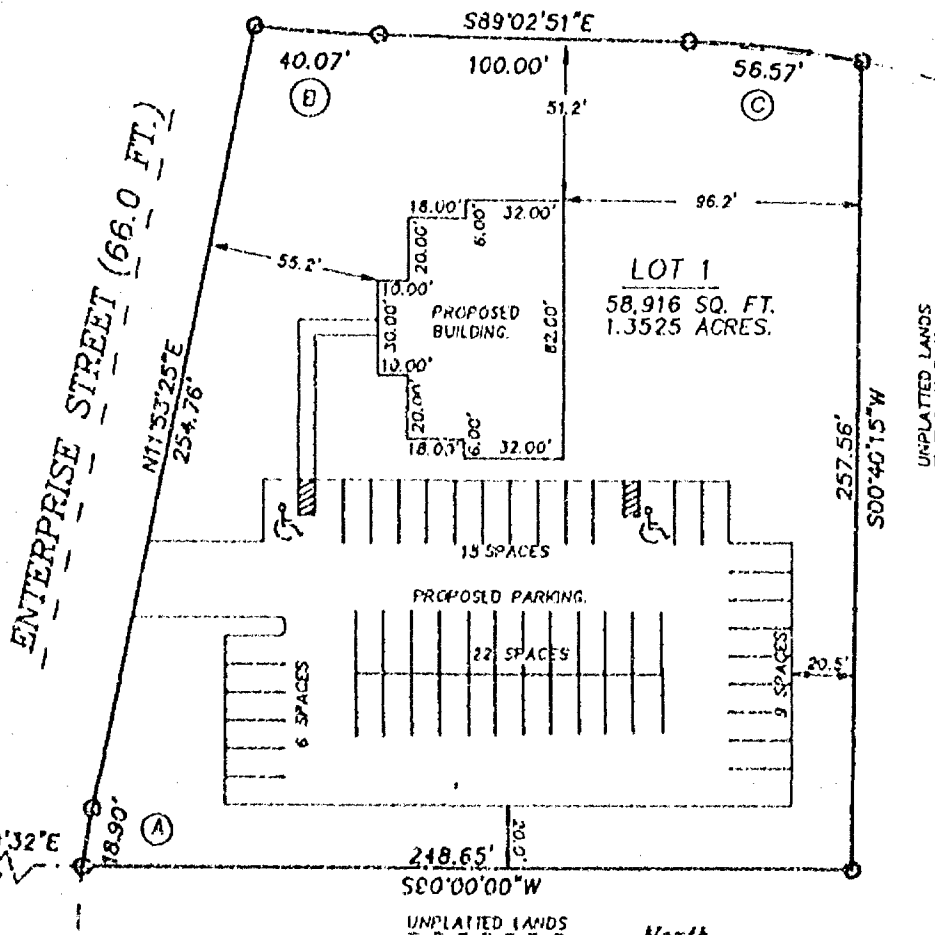 S89°02'51"E
40.07'
100.00'
56.57'
B
C
51.2'
ENTERPRISE STREET (66.0 FT.)
18.00'
32.00'
6.00'
96.2'
20.00'
55.2'
10.00'
LOT 1
58,916 SQ. FT.
1.3525 ACRES.
PROPOSED
BUILDING.
30.00'
82.00'
10.00'
20.00'
18.00'
6.00'
32.00'
N11°53'25"E
254.76'
UNPLATTED LANDS
257.56'
S00°40'15"W
15 SPACES
PROPOSED PARKING.
22 SPACES
6 SPACES
9 SPACES
20.5'
'32"E
18.90'
A
20.0'
248.65'
UNPLATTED LANDS
North